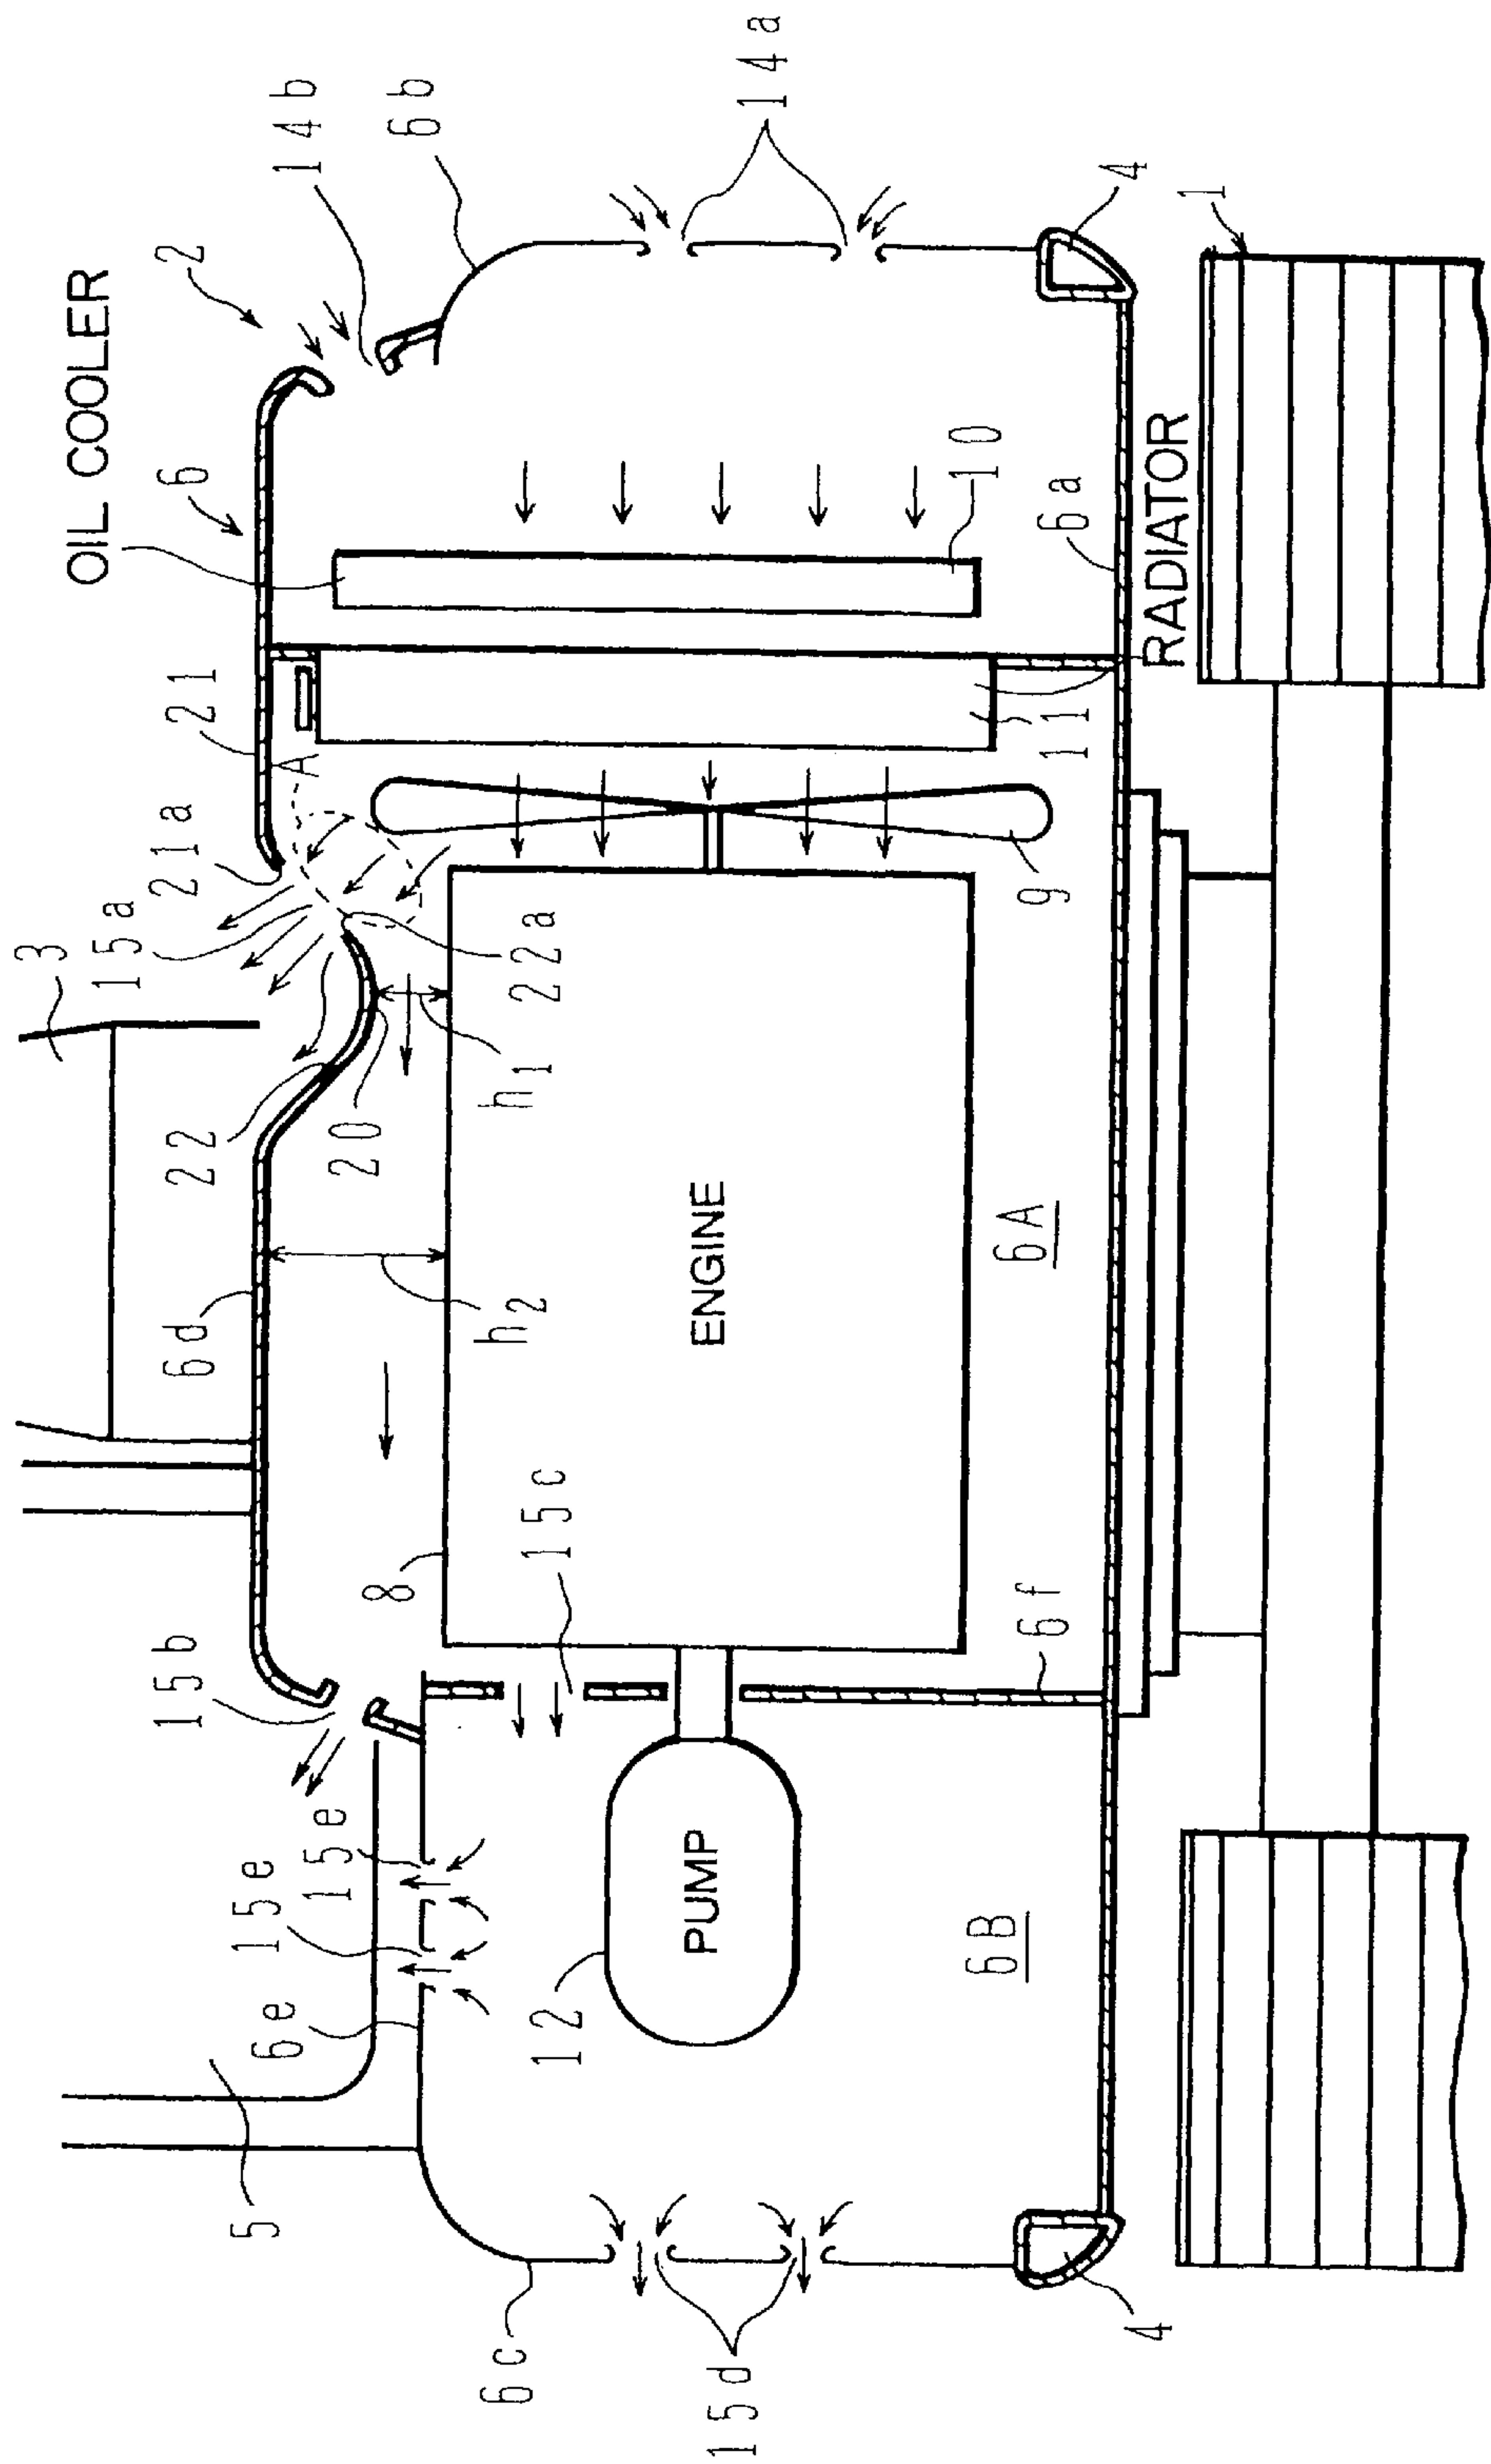 3
OIL COOLER
15a
15b
6d
22
21a
21
6
2
5
6e
15e
15e
A
14b
20
8
6b
h2
h1
6c
12
15c
22a
15d
PUMP
ENGINE
14a
6B
6A
10
6f
9
11
6a
4
4
RADIATOR
1